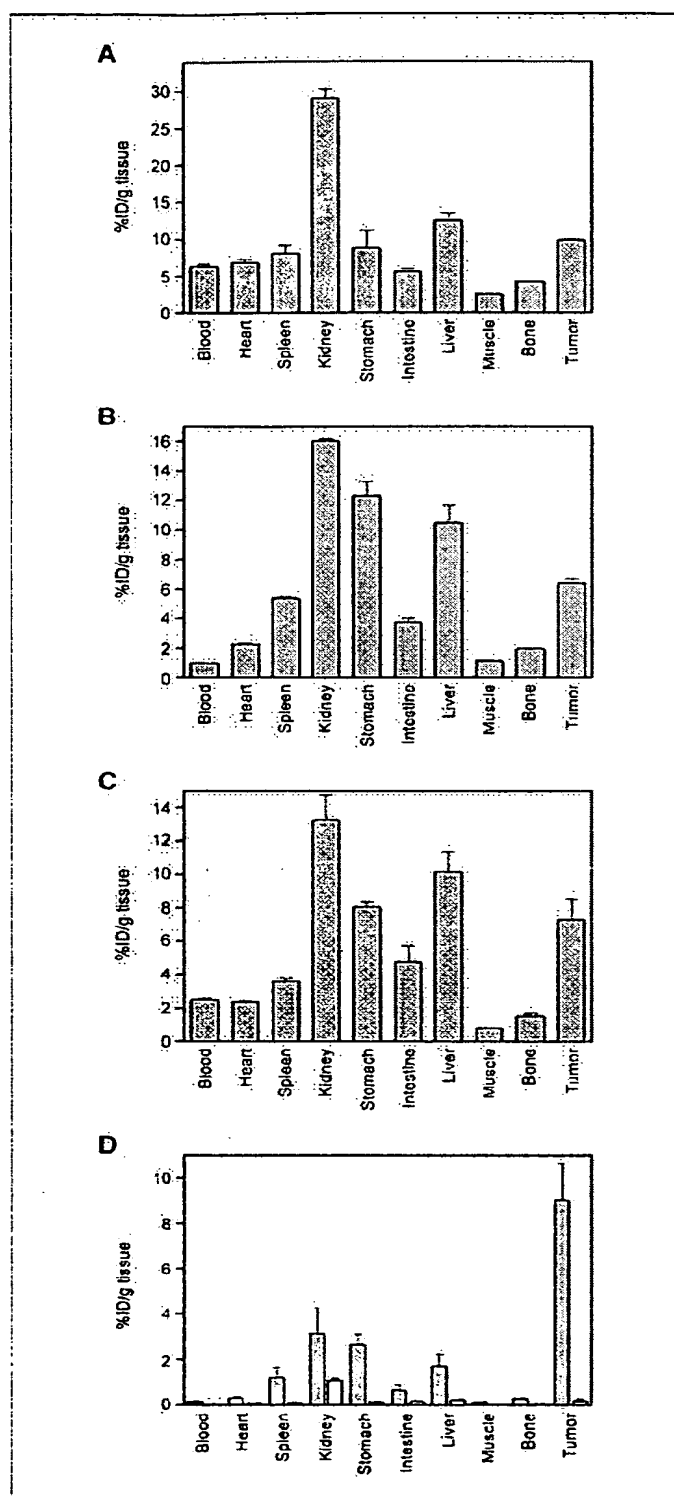 A
%ID/g tissue
30
25
20
15
10
5
0
Blood
Heart
Spleen
Kidney
Stomach
Intostino
Liver
Muscle
Bone
Tumor
B
%ID/g tissue
16
14
12
10
8
6
4
2
0
Blood
Heart
Spleen
Kidney
Stomach
Intostino
Liver
Muscle
Bone
Tumor
C
%ID/g tissue
14
12
10
8
6
4
2
0
Blood
Heart
Spleen
Kidney
Stomach
Intostine
Liver
Muscle
Bone
Tumor
D
%ID/g tissue
10
8
6
4
2
0
Blood
Heart
Spleen
Kidney
Stomach
Intestine
Liver
Muscle
Bone
Tumor